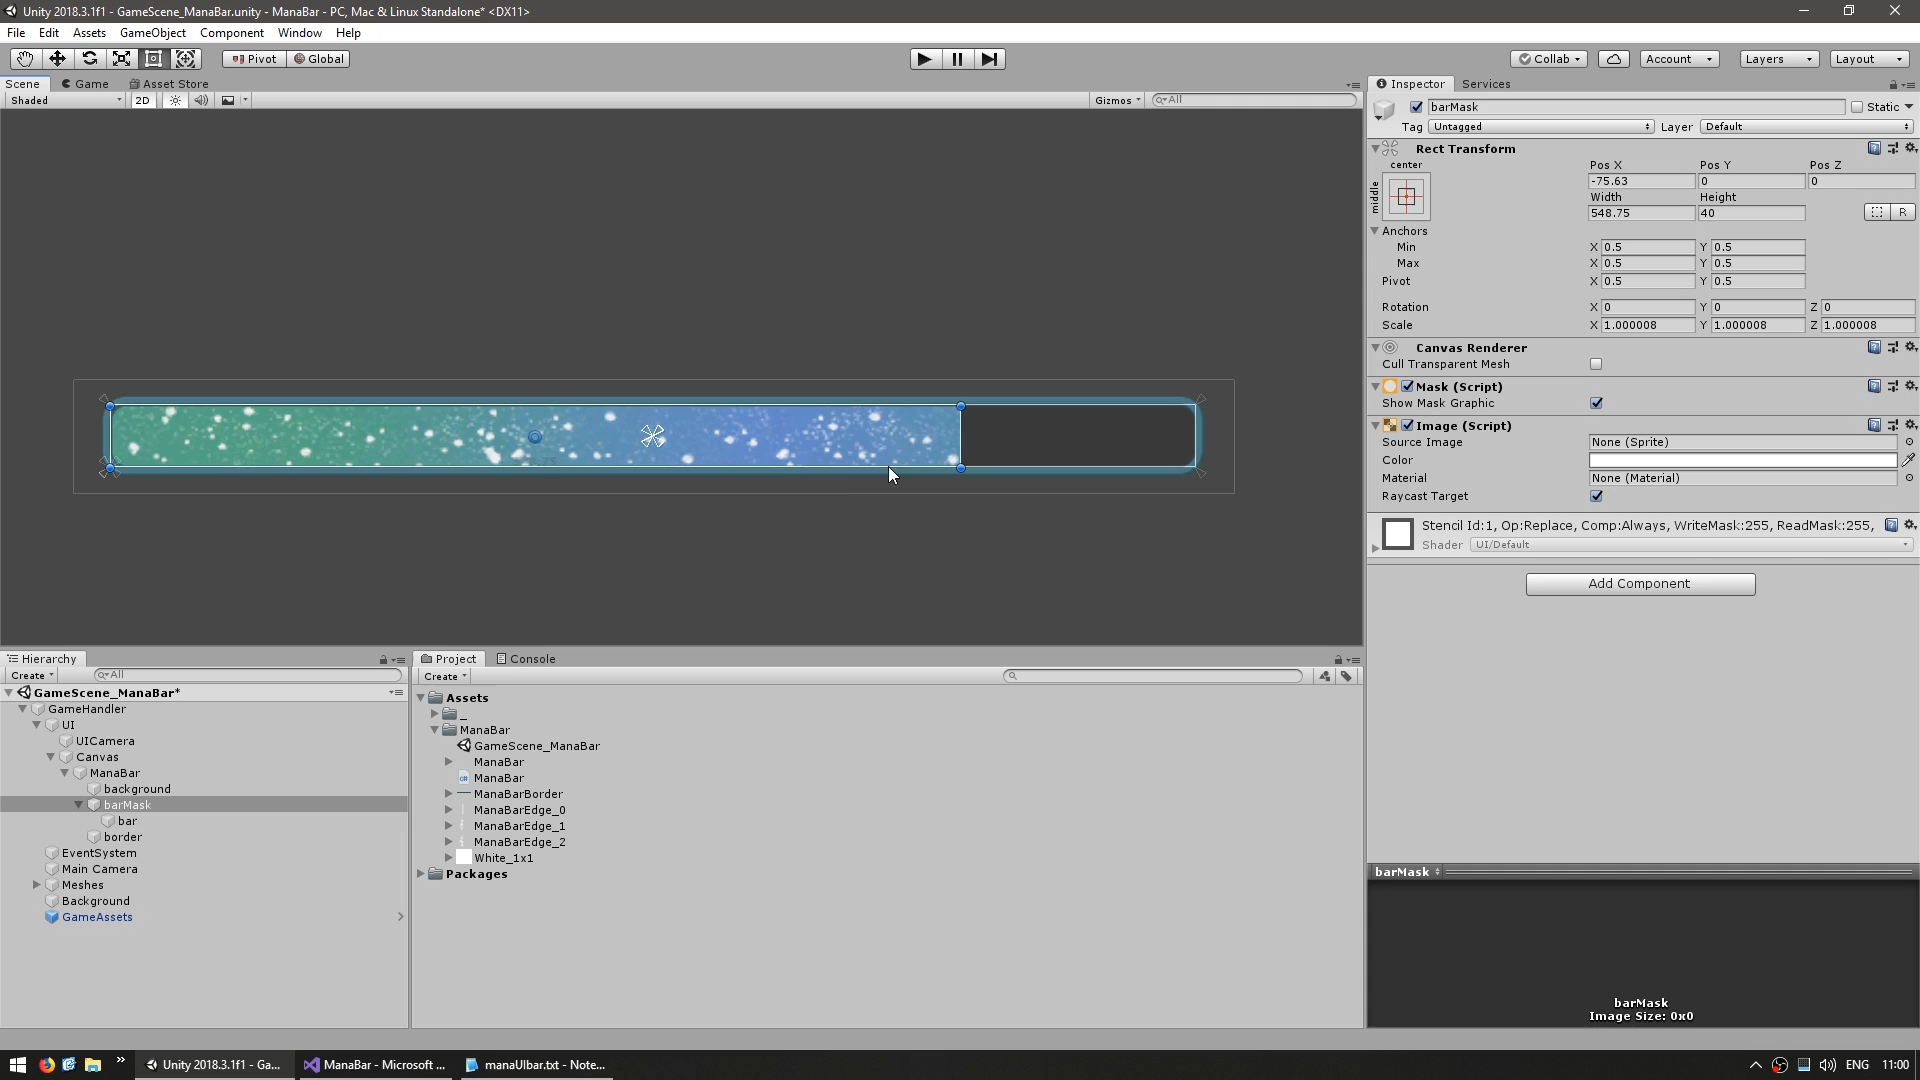 Unity 2018.3.1f1 - GameScene_ManaBar.unity - ManaBar - PC, Mac & Linux Standalone* <DX11>
File Edit Assets GameObject Component Window Help
Pivot Global Collab Account Layers Layout
Scene Game Asset Store
Shaded 2D Gizmos All
Inspector Services
barMask Static
Tag Untagged Layer Default
Rect Transform
center Pos X Pos Y Pos Z
middle -75.63 0 0
Width Height
548.75 40 R
Anchors
Min X 0.5 Y 0.5
Max X 0.5 Y 0.5
Pivot X 0.5 Y 0.5
Rotation X 0 Y 0 Z 0
Scale X 1.000008 Y 1.000008 Z 1.000008
Canvas Renderer
Cull Transparent Mesh
Mask (Script)
Show Mask Graphic
Image (Script)
Source Image None (Sprite)
Color
Material None (Material)
Raycast Target
Stencil Id:1, Op:Replace, Comp:Always, WriteMask:255, ReadMask:255,
Shader UI/Default
Add Component
Hierarchy
Create All
GameScene_ManaBar*
GameHandler
UI
UICamera
Canvas
ManaBar
background
barMask
bar
border
EventSystem
Main Camera
Meshes
Background
GameAssets
Project Console
Create
Assets
_
ManaBar
GameScene_ManaBar
ManaBar
ManaBar
ManaBarBorder
ManaBarEdge_0
ManaBarEdge_1
ManaBarEdge_2
White_1x1
Packages
barMask
barMask
Image Size: 0x0
Unity 2018.3.1f1 - Ga... ManaBar - Microsoft ... manaUIbar.txt - Note... ENG 11:00